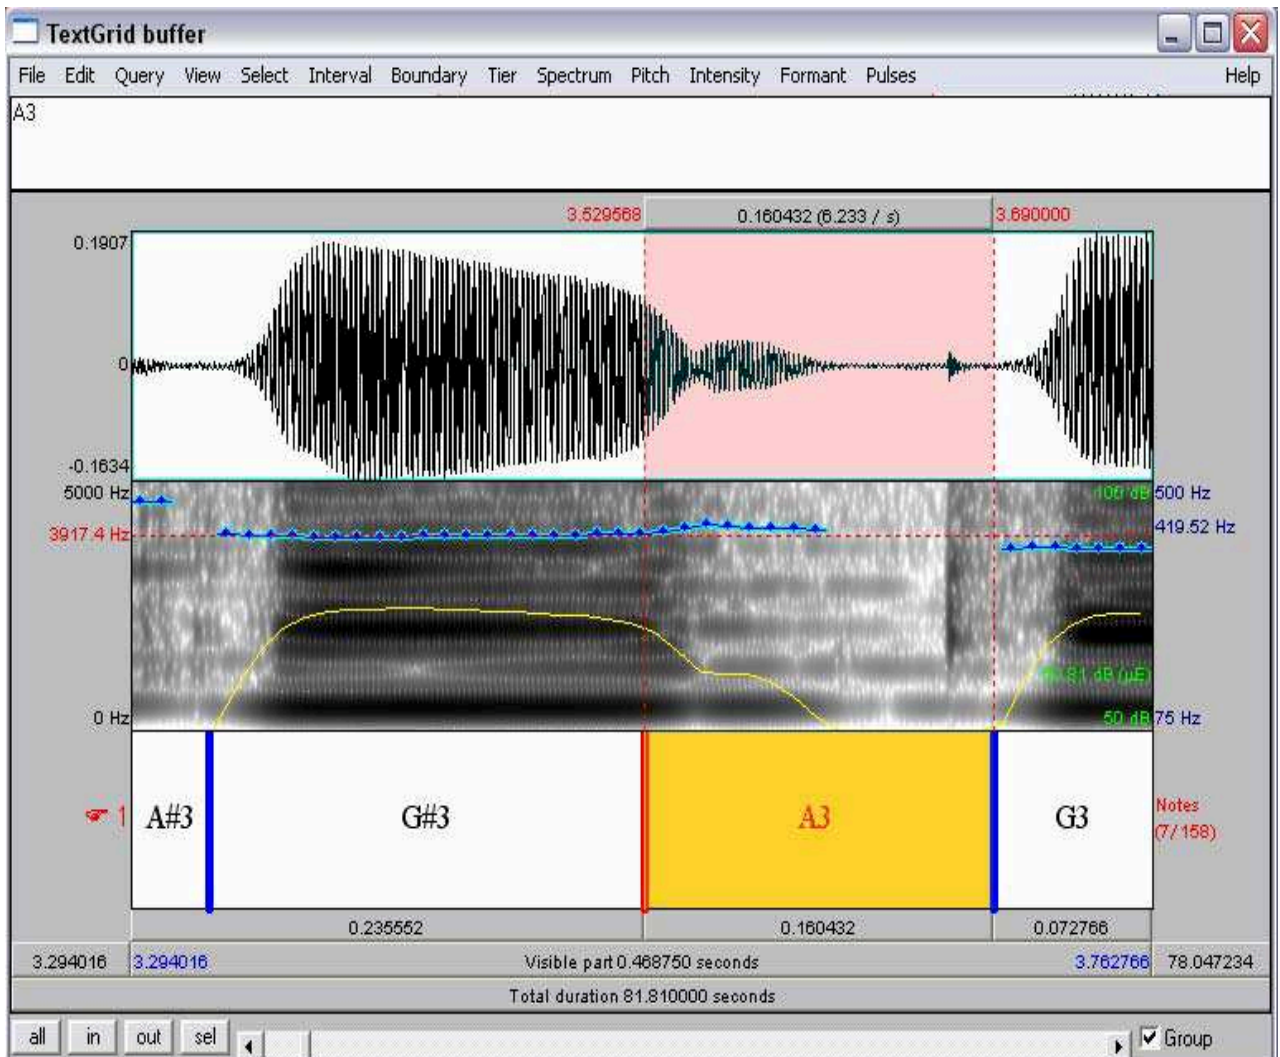 TextGrid buffer
File Edit Query View Select Interval Boundary Tier Spectrum Pitch Intensity Formant Pulses Help
A3
3.529568 0.160432 (6.233 / s) 3.690000
0.1907
0
-0.1634
5000 Hz 100 dB 500 Hz
3917.4 Hz 419.52 Hz
dB (µE)
0 Hz 50 dB 75 Hz
☞ 1 A#3 G#3 A3 G3 Notes
(7/158)
0.235552 0.160432 0.072766
3.294016 3.294016 Visible part 0.468750 seconds 3.762766 78.047234
Total duration 81.810000 seconds
all in out sel Group